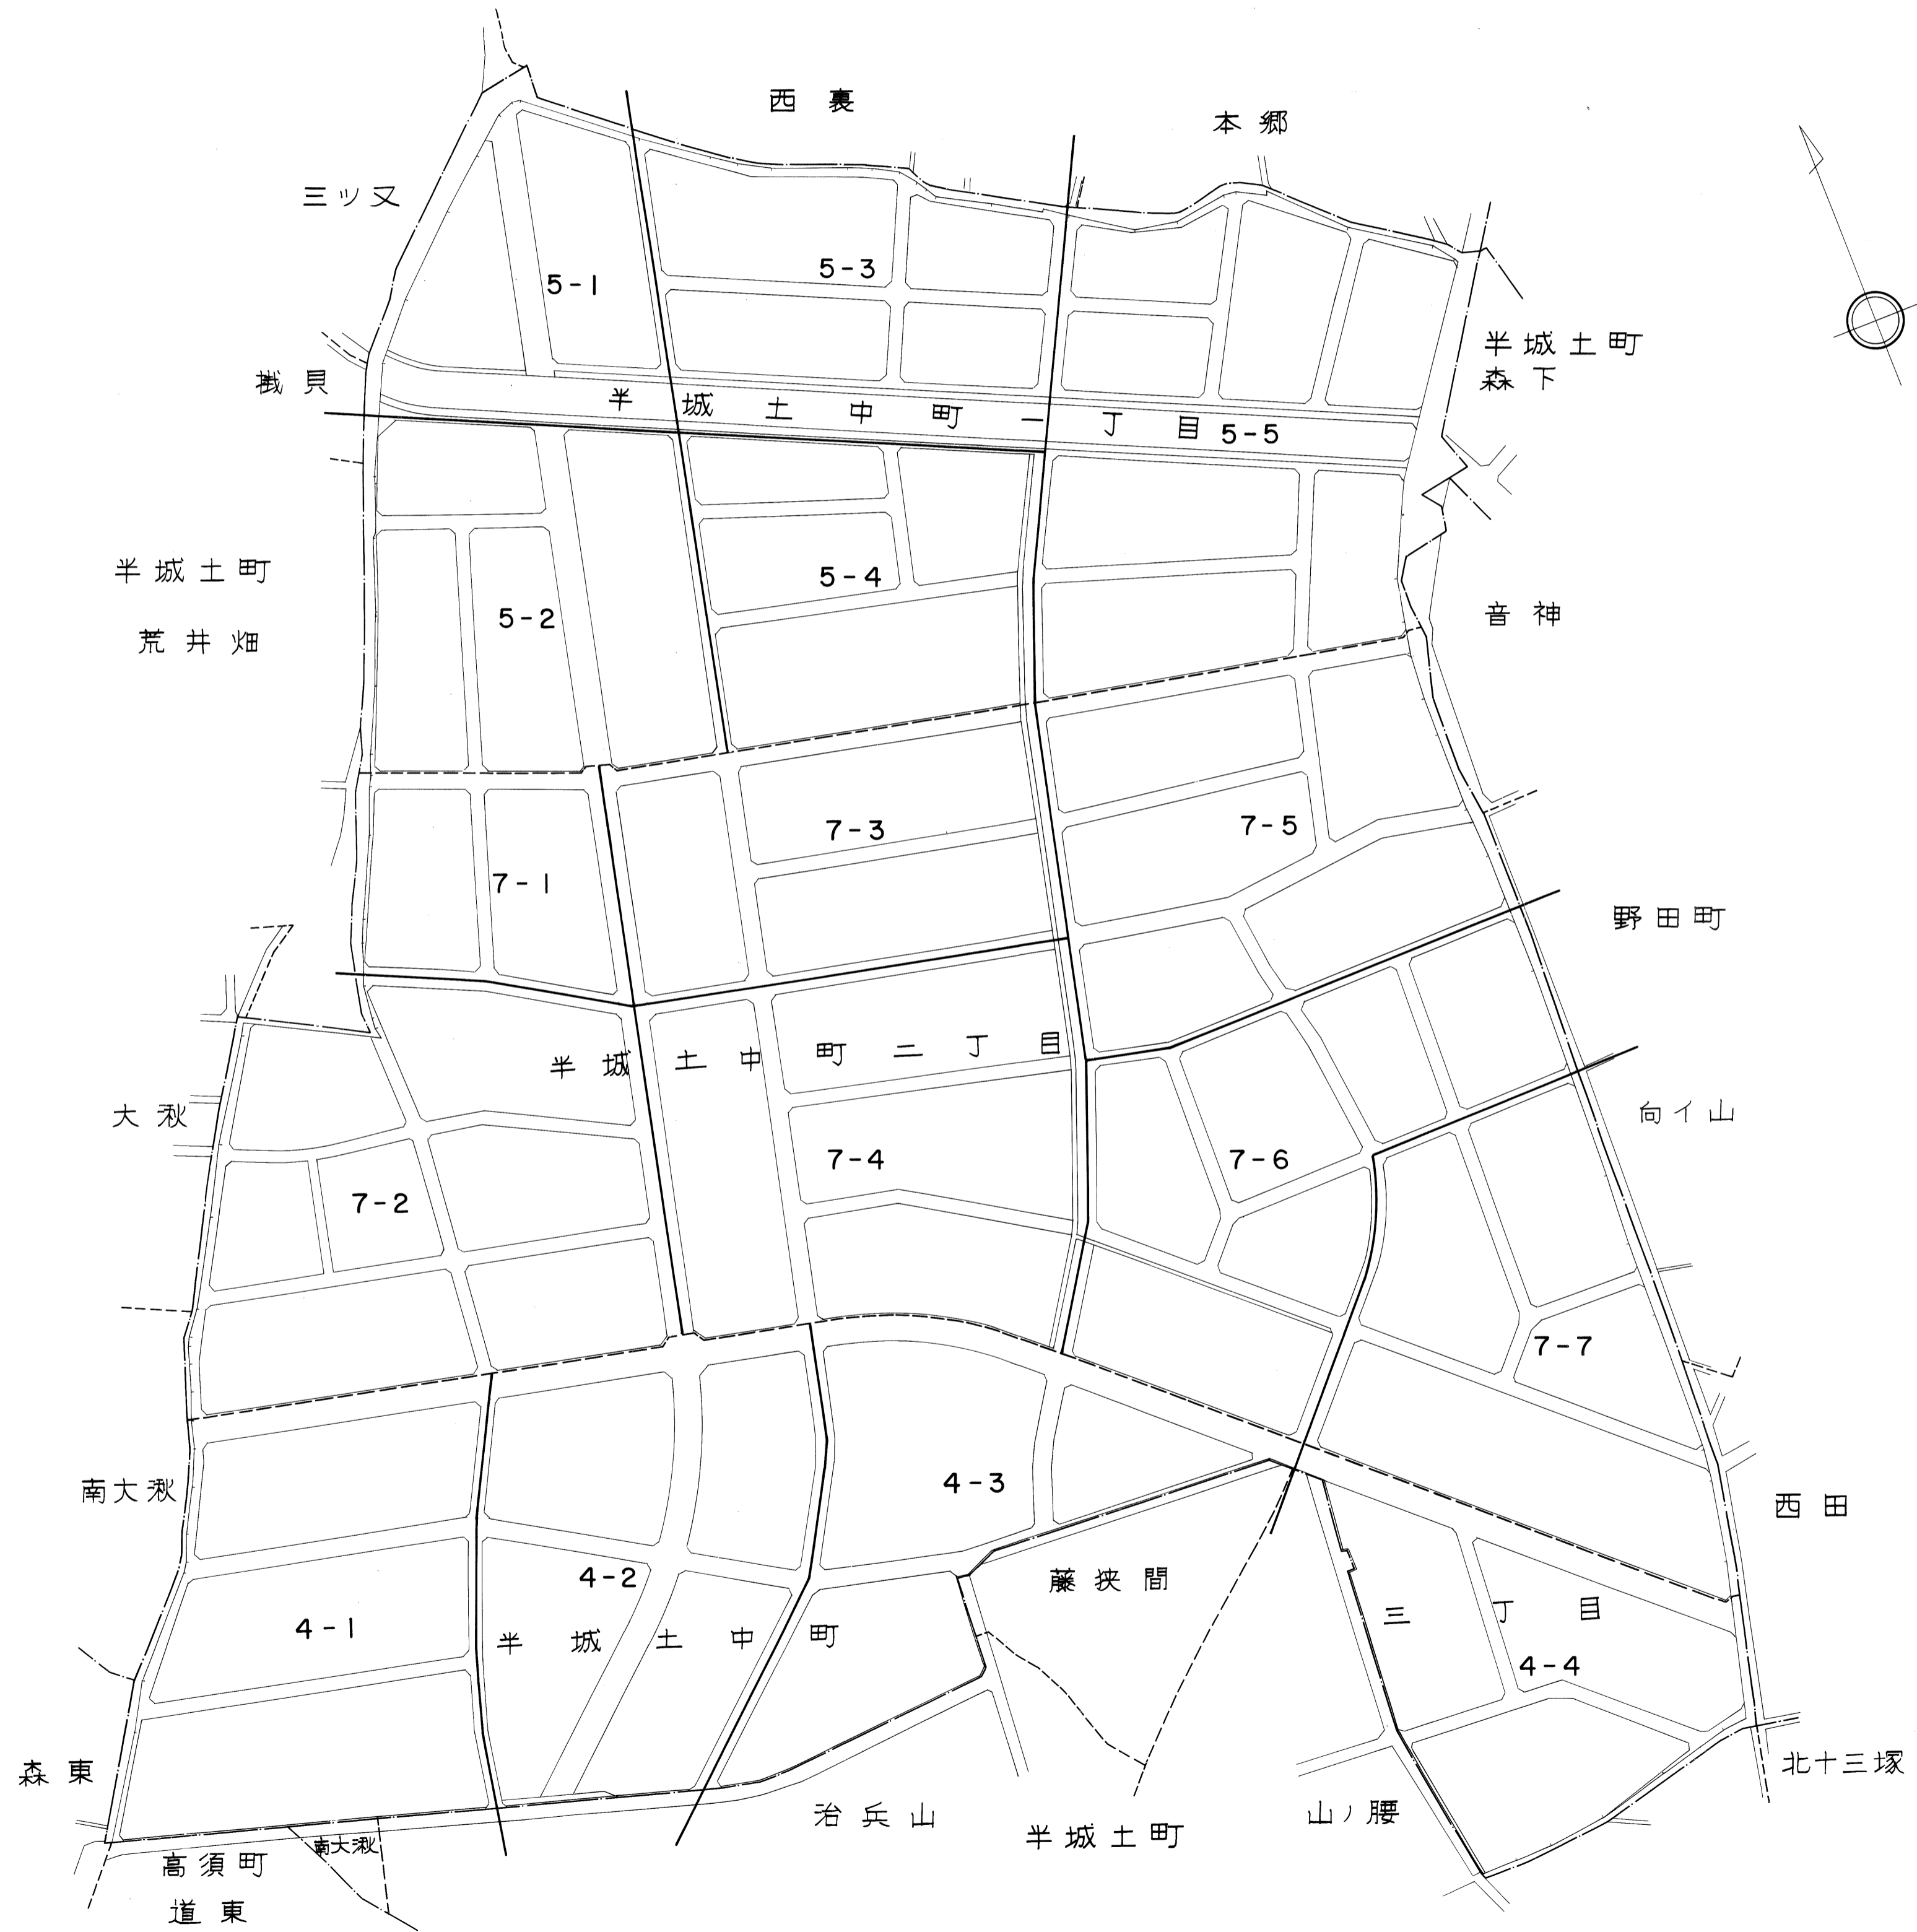 西裏
本郷
三ツ又
5-1
5-3
半城土町
森下
半城土中町一丁目
5-5
半城土町
荒井畑
5-2
5-4
音神
7-1
7-3
7-5
野田町
半城土中町二丁目
大湫
向イ山
7-2
7-4
7-6
7-7
南大湫
4-3
西田
藤狭間
4-1
4-2
半城土中町
三丁目
4-4
森東
治兵山
半城土町
山ノ腰
北十三塚
南大湫
高須町
道東